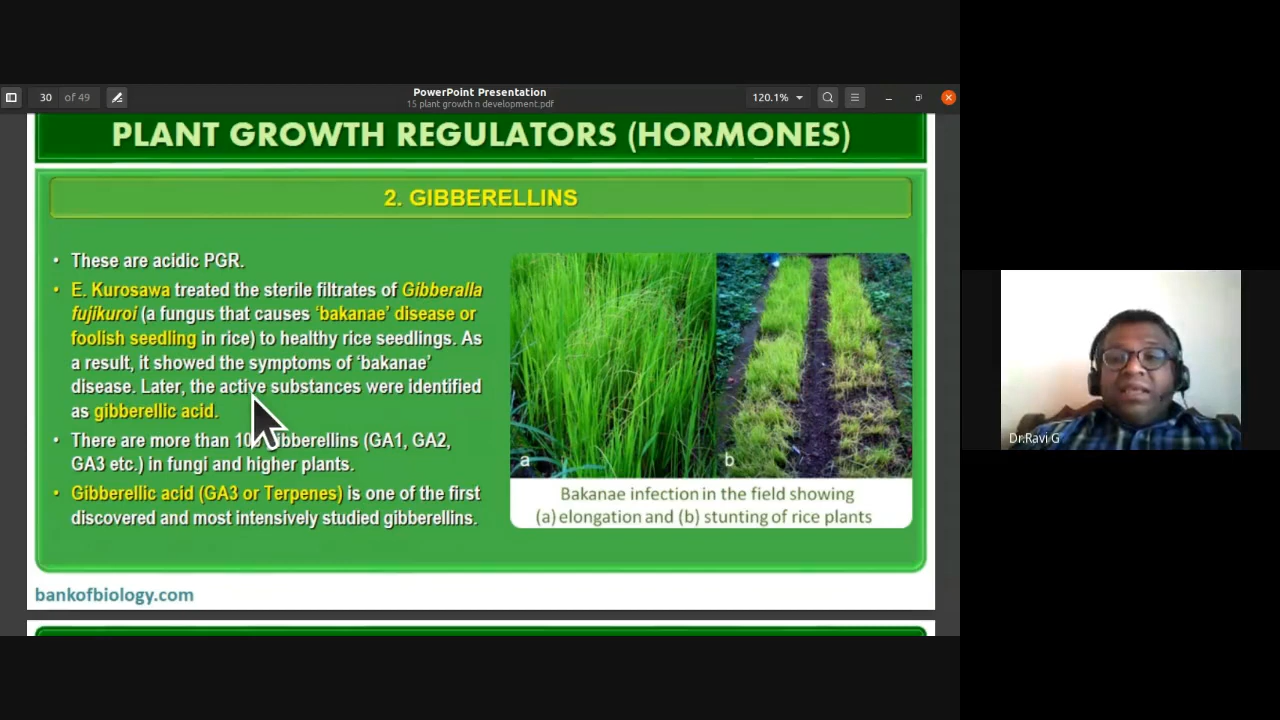 PowerPoint Presentation
30 of 49
15 plant growth n development.pdf
120.1%
PLANT GROWTH REGULATORS (HORMONES)
2. GIBBERELLINS
• These are acidic PGR.
• E. Kurosawa treated the sterile filtrates of Gibberalla
fujikuroi (a fungus that causes ‘bakanae’ disease or
foolish seedling in rice) to healthy rice seedlings. As
a result, it showed the symptoms of ‘bakanae’
disease. Later, the active substances were identified
as gibberellic acid.
• There are more than (GA1, GA2,
GA3 etc.) in fungi and higher plants.
• Gibberellic acid (GA3 or Terpenes) is one of the first
discovered and most intensively studied gibberellins.
a
b
Bakanae infection in the field showing
(a) elongation and (b) stunting of rice plants
bankofbiology.com
Dr.Ravi G